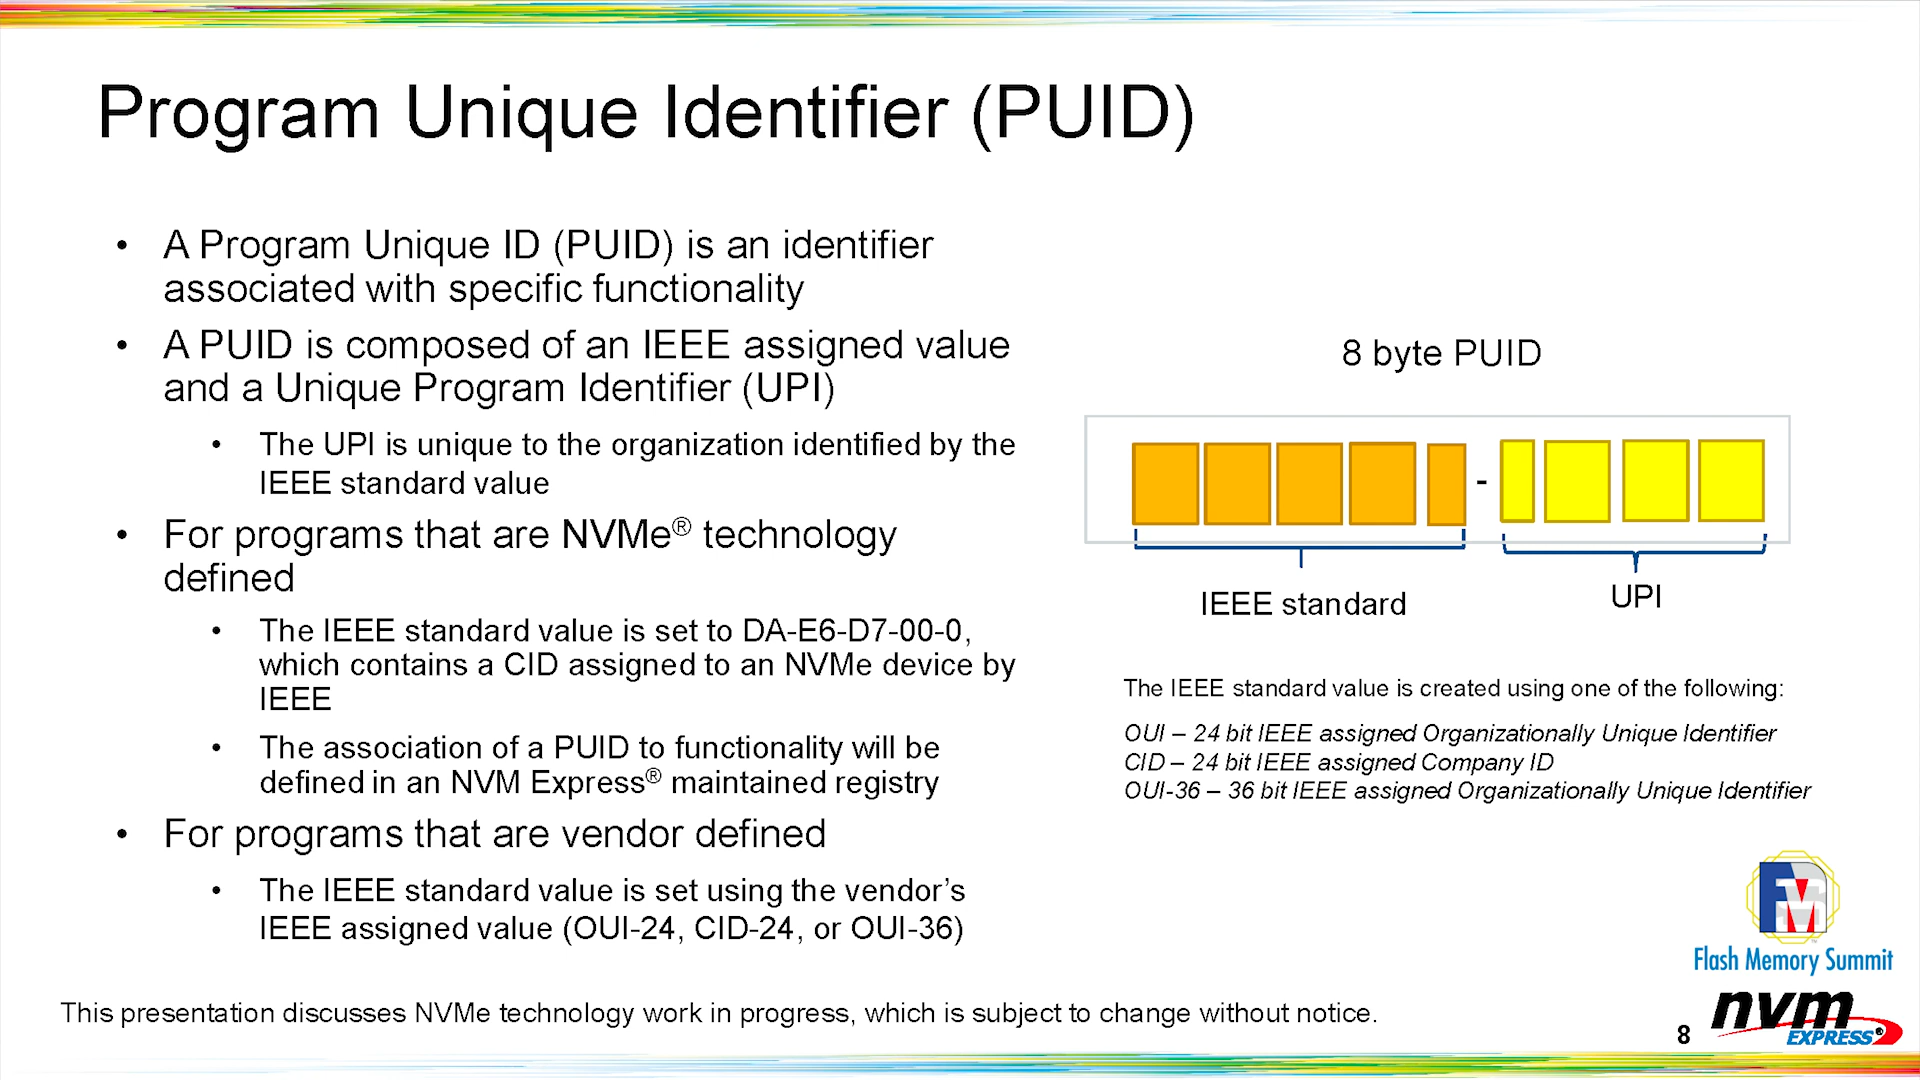 Program Unique Identifier (PUID)
• A Program Unique ID (PUID) is an identifier
associated with specific functionality
• A PUID is composed of an IEEE assigned value
and a Unique Program Identifier (UPI)
• The UPI is unique to the organization identified by the
IEEE standard value
• For programs that are NVMe® technology
defined
• The IEEE standard value is set to DA-E6-D7-00-0,
which contains a CID assigned to an NVMe device by
IEEE
• The association of a PUID to functionality will be
defined in an NVM Express® maintained registry
• For programs that are vendor defined
• The IEEE standard value is set using the vendor’s
IEEE assigned value (OUI-24, CID-24, or OUI-36)
8 byte PUID
-
IEEE standard
UPI
The IEEE standard value is created using one of the following:
OUI – 24 bit IEEE assigned Organizationally Unique Identifier
CID – 24 bit IEEE assigned Company ID
OUI-36 – 36 bit IEEE assigned Organizationally Unique Identifier
FM
Flash Memory Summit
This presentation discusses NVMe technology work in progress, which is subject to change without notice.
8
nvm
EXPRESS®